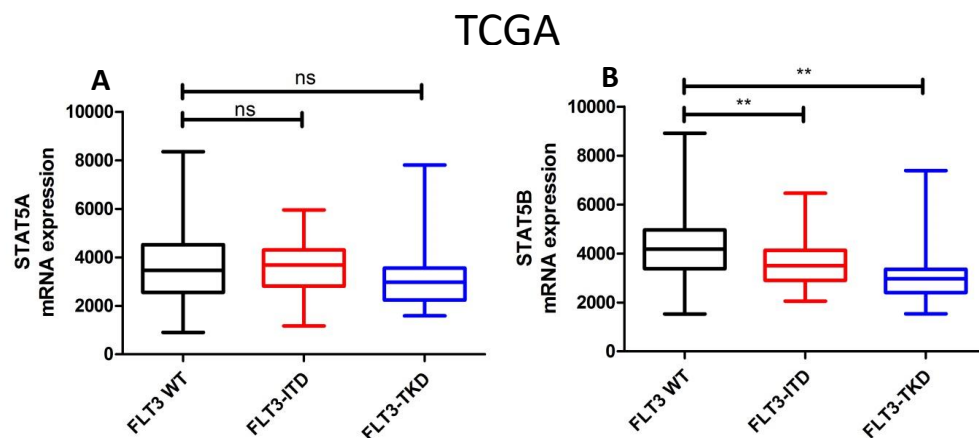 TCGA
A
ns
ns
10000
8000
6000
4000
2000
0
STAT5A
mRNA expression
FLT3 WT
FLT3-ITD
FLT3-TKD
B
**
**
10000
8000
6000
4000
2000
0
STAT5B
mRNA expression
FLT3 WT
FLT3-ITD
FLT3-TKD